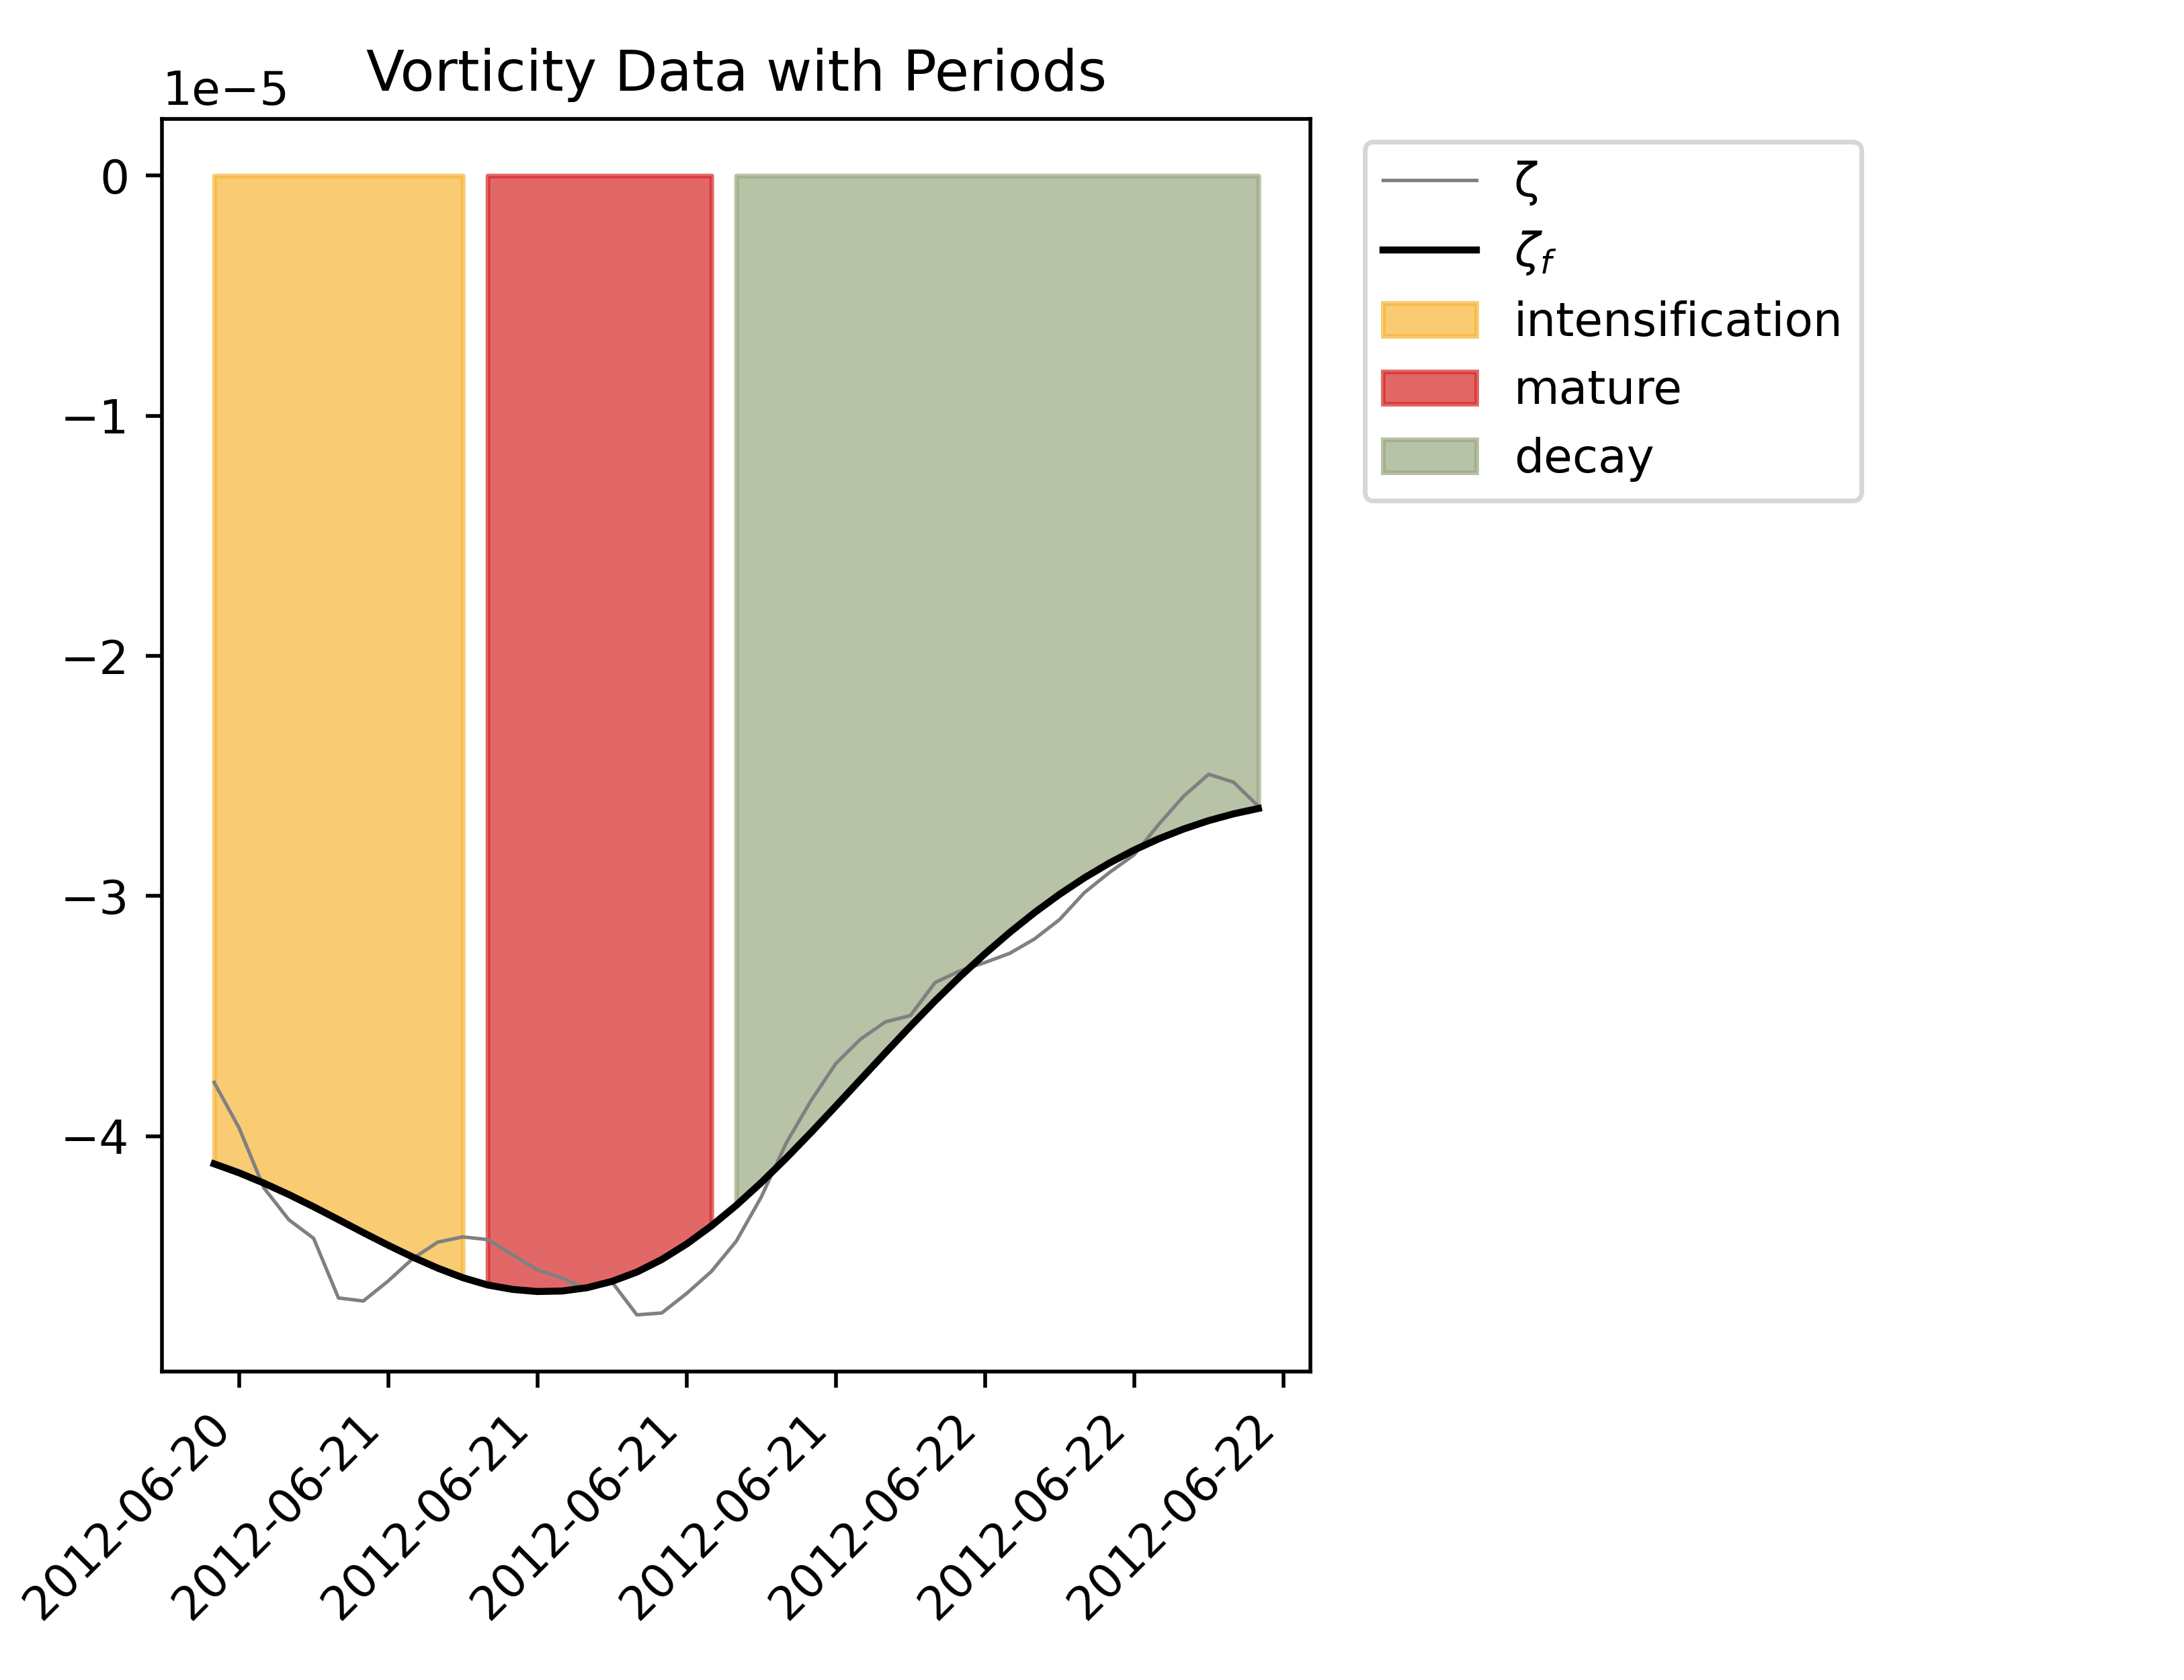 Vorticity Data with Periods
1e−5
0
−1
−2
−3
−4
2012-06-20
2012-06-21
2012-06-21
2012-06-21
2012-06-21
2012-06-22
2012-06-22
2012-06-22
ζ
ζf
intensification
mature
decay